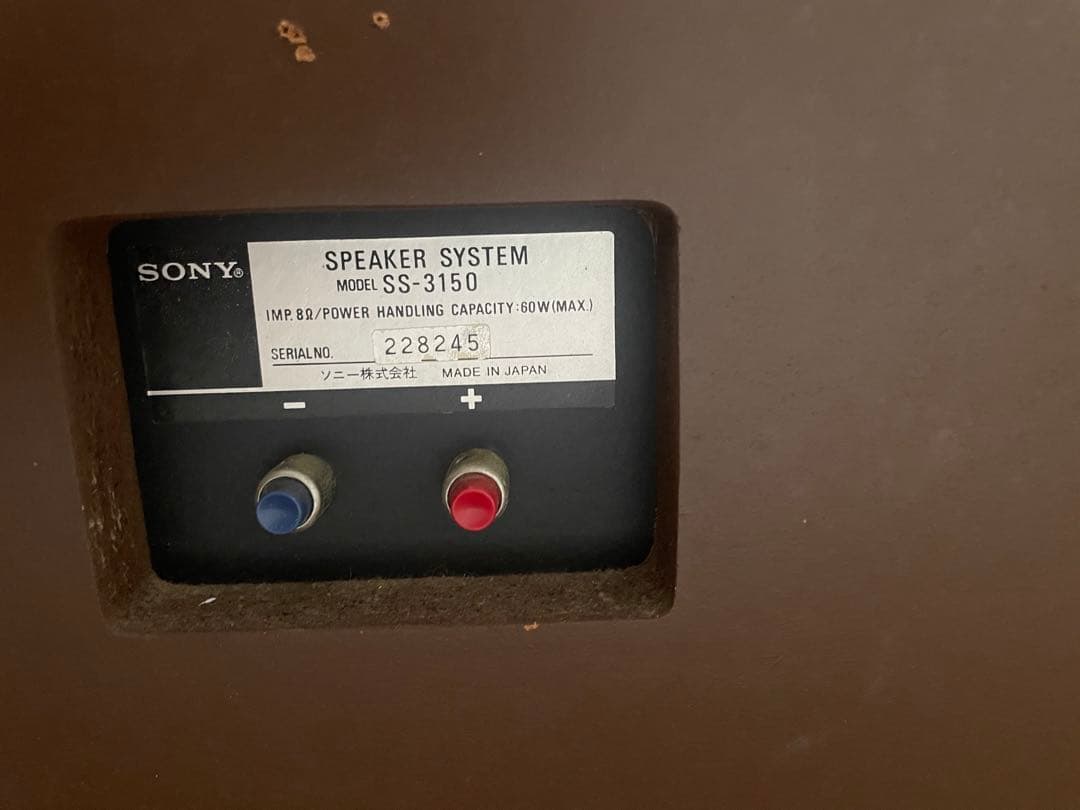 SONY®
SPEAKER SYSTEM
MODEL SS-3150
IMP. 8Ω/POWER HANDLING CAPACITY:60W(MAX.)
SERIAL NO. 228245
ソニー株式会社 MADE IN JAPAN
− +